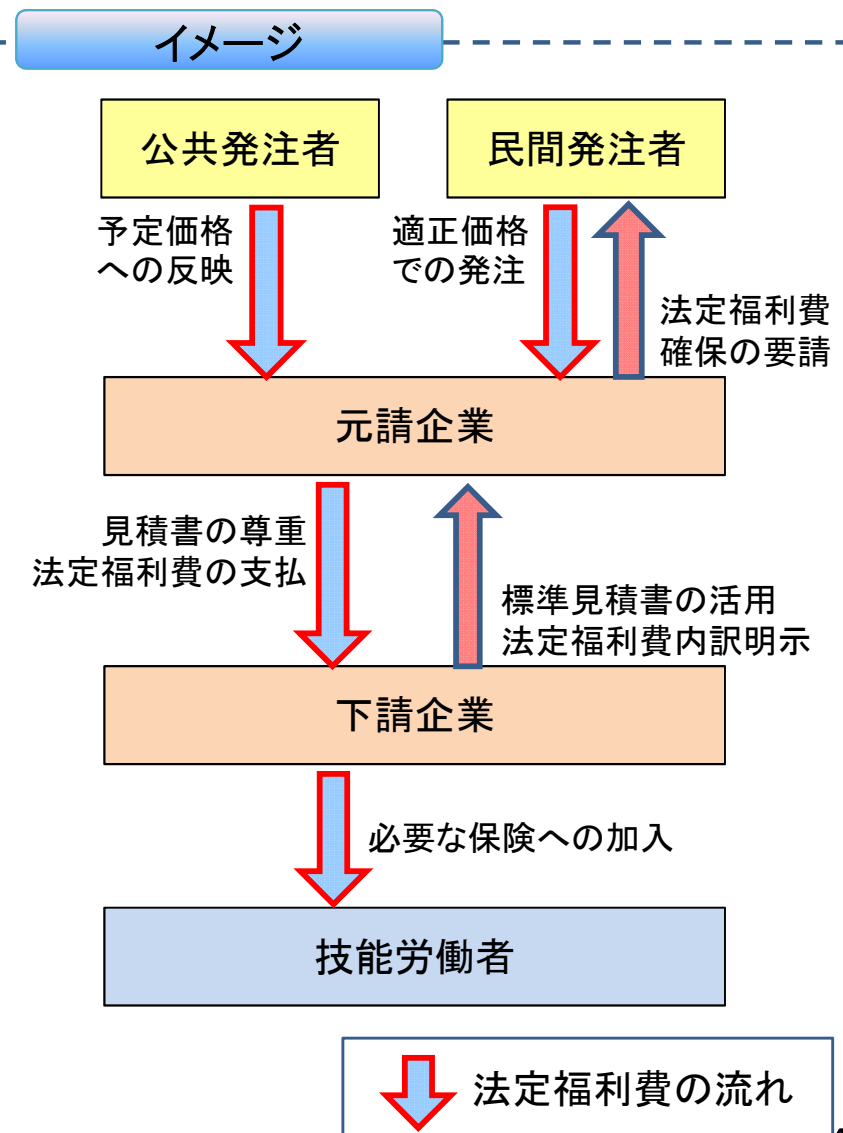 イメージ
公共発注者
民間発注者
予定価格
への反映
適正価格
での発注
法定福利費
確保の要請
元請企業
見積書の尊重
法定福利費の支払
標準見積書の活用
法定福利費内訳明示
下請企業
必要な保険への加入
技能労働者
法定福利費の流れ